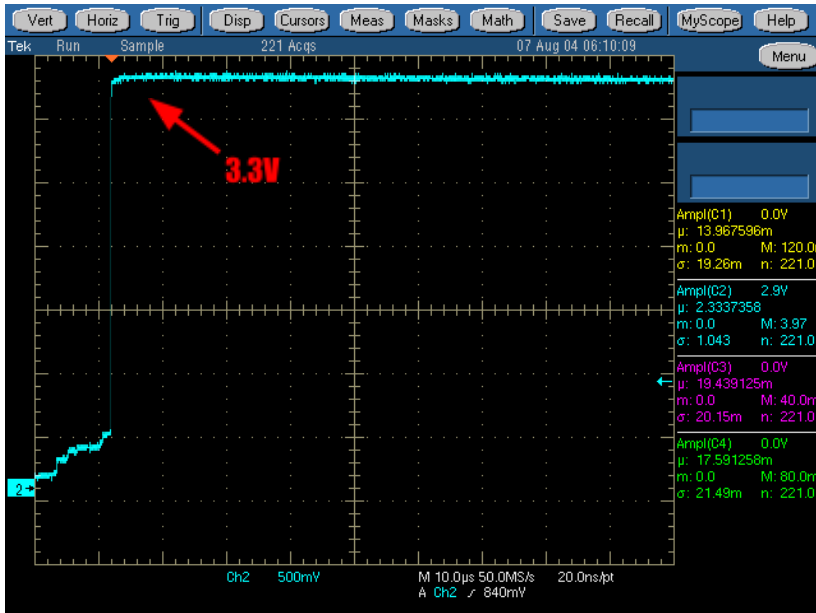 Vert Horiz Trig Disp Cursors Meas Masks Math Save Recall MyScope Help
Tek Run Sample 221 Acqs 07 Aug 04 06:10:09
Menu
3.3V
Ampl(C1) 0.0V
µ: 13.967596m
m: 0.0 M: 120.0
σ: 19.26m n: 221.0
Ampl(C2) 2.9V
µ: 2.3337358
m: 0.0 M: 3.97
σ: 1.043 n: 221.0
Ampl(C3) 0.0V
µ: 19.439125m
m: 0.0 M: 40.0m
σ: 20.15m n: 221.0
Ampl(C4) 0.0V
µ: 17.591258m
m: 0.0 M: 80.0m
σ: 21.49m n: 221.0
2
Ch2 500mV M 10.0µs 50.0MS/s 20.0ns/pt
A Ch2 840mV